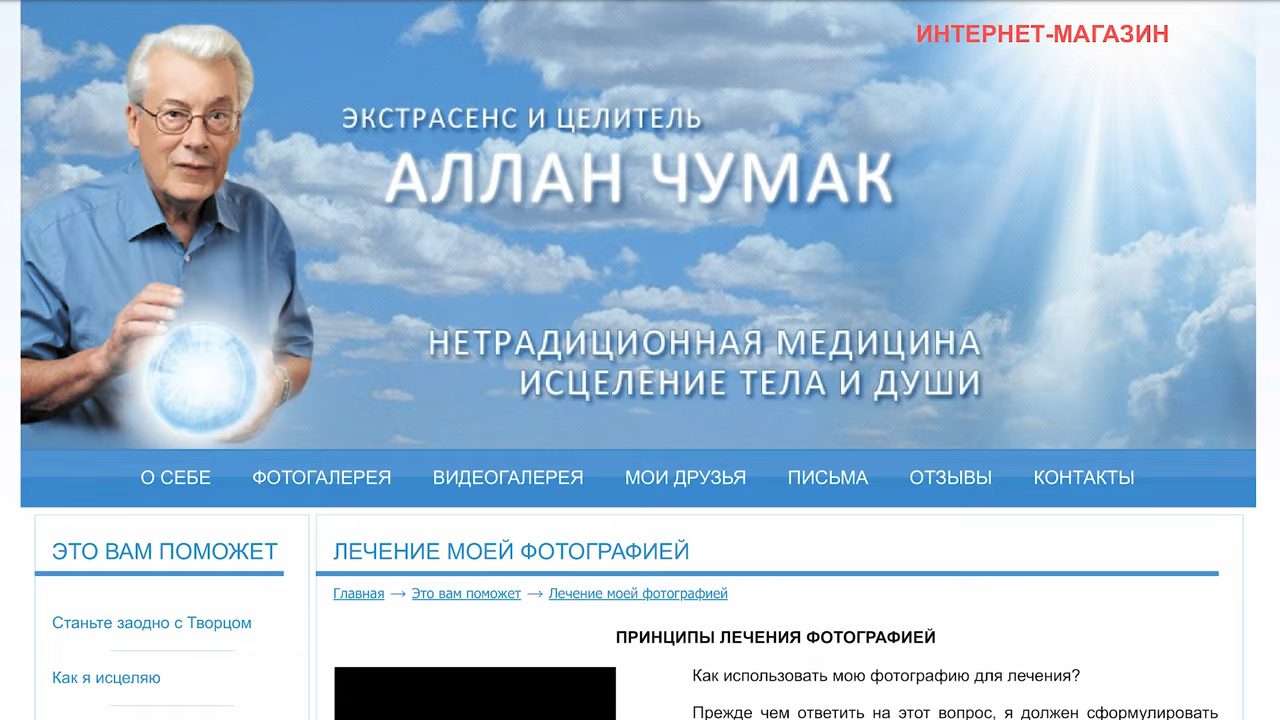 ИНТЕРНЕТ-МАГАЗИН
ЭКСТРАСЕНС И ЦЕЛИТЕЛЬ
АЛЛАН ЧУМАК
НЕТРАДИЦИОННАЯ МЕДИЦИНА
ИСЦЕЛЕНИЕ ТЕЛА И ДУШИ
О СЕБЕ ФОТОГАЛЕРЕЯ ВИДЕОГАЛЕРЕЯ МОИ ДРУЗЬЯ ПИСЬМА ОТЗЫВЫ КОНТАКТЫ
ЭТО ВАМ ПОМОЖЕТ
Станьте заодно с Творцом
Как я исцеляю
ЛЕЧЕНИЕ МОЕЙ ФОТОГРАФИЕЙ
Главная → Это вам поможет → Лечение моей фотографией
ПРИНЦИПЫ ЛЕЧЕНИЯ ФОТОГРАФИЕЙ
Как использовать мою фотографию для лечения?
Прежде чем ответить на этот вопрос, я должен сформулировать